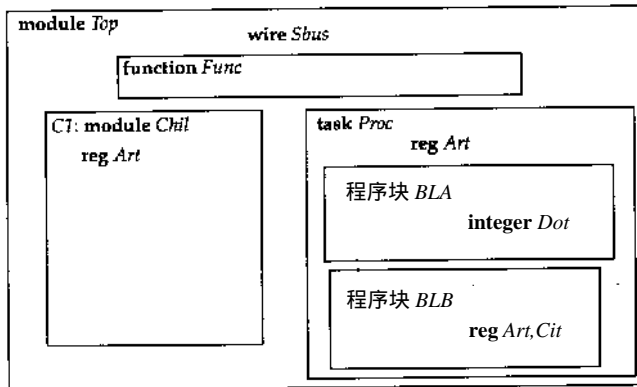 module Top
wire Sbus
function Func
C1: module Chil
reg Art
task Proc
reg Art
程序块 BLA
integer Dot
程序块 BLB
reg Art,Cit